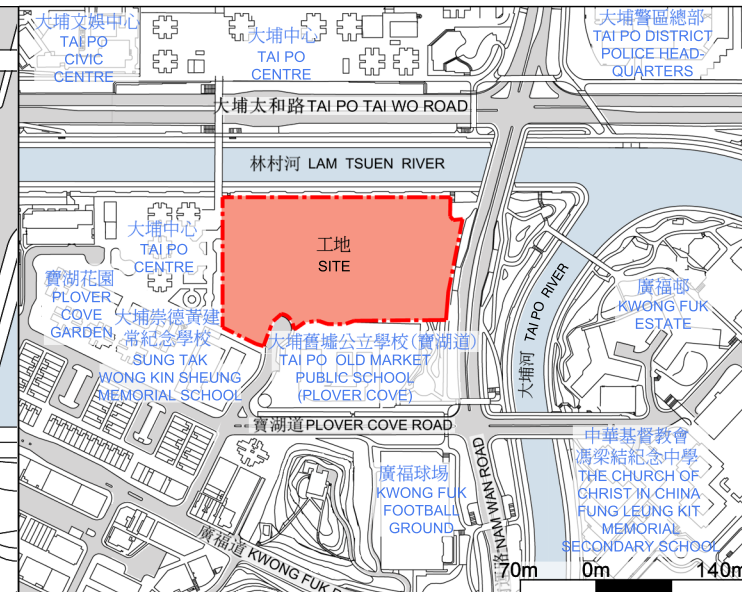 大埔文娛中心
TAI PO
CIVIC
CENTRE
大埔中心
TAI PO
CENTRE
大埔警區總部
TAI PO DISTRICT
POLICE HEAD-
QUARTERS
大埔太和路 TAI PO TAI WO ROAD
林村河 LAM TSUEN RIVER
工地
SITE
大埔中心
TAI PO
CENTRE
寶湖花園
PLOVER
COVE
GARDEN
大埔崇德黃建
常紀念學校
SUNG TAK
WONG KIN SHEUNG
MEMORIAL SCHOOL
大埔舊墟公立學校(寶湖道)
TAI PO OLD MARKET
PUBLIC SCHOOL
(PLOVER COVE)
大埔河 TAI PO RIVER
廣福邨
KWONG FUK
ESTATE
寶湖道 PLOVER COVE ROAD
廣福球場
KWONG FUK
FOOTBALL
GROUND
NAM WAN ROAD
中華基督教會
馮梁結紀念中學
THE CHURCH OF
CHRIST IN CHINA
FUNG LEUNG KIT
MEMORIAL
SECONDARY SCHOOL
廣福道 KWONG FUK
70m 0m 140m